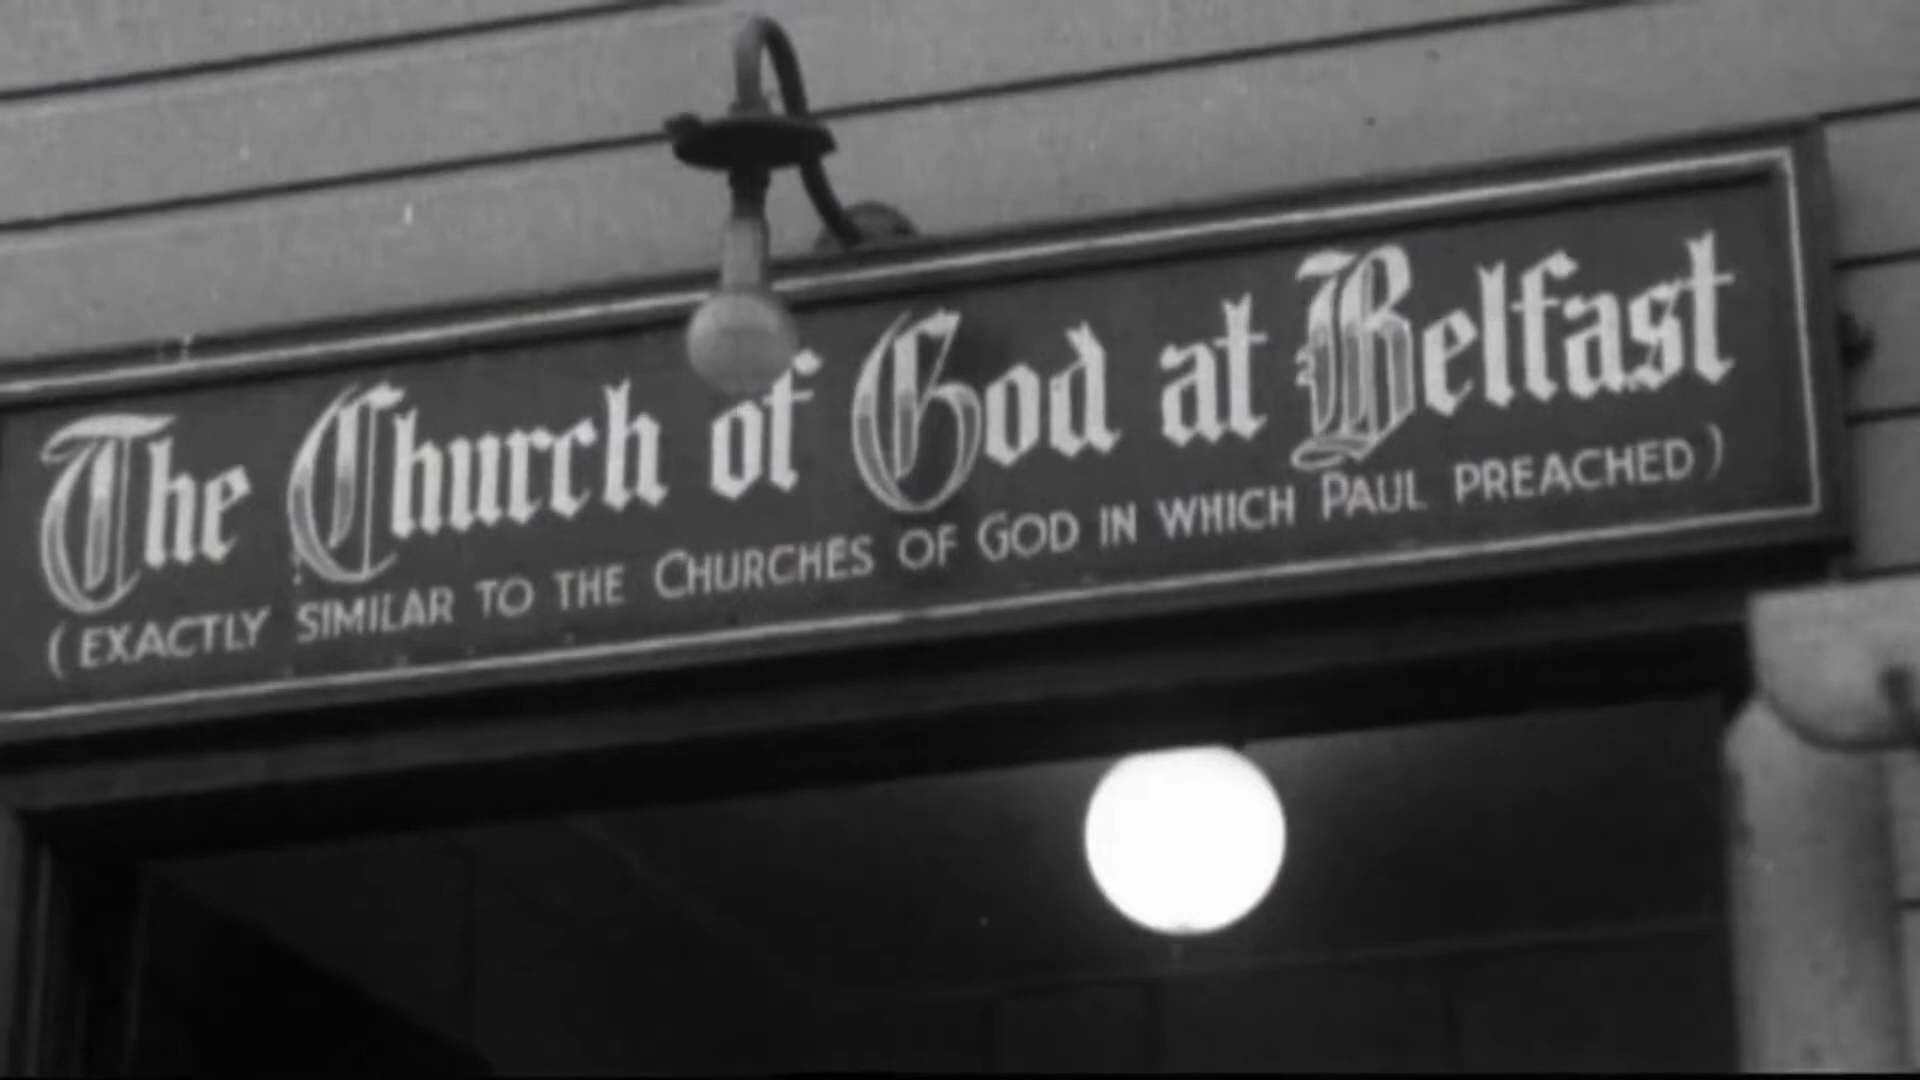 The Church of God at Belfast
(EXACTLY SIMILAR TO THE CHURCHES OF GOD IN WHICH PAUL PREACHED)